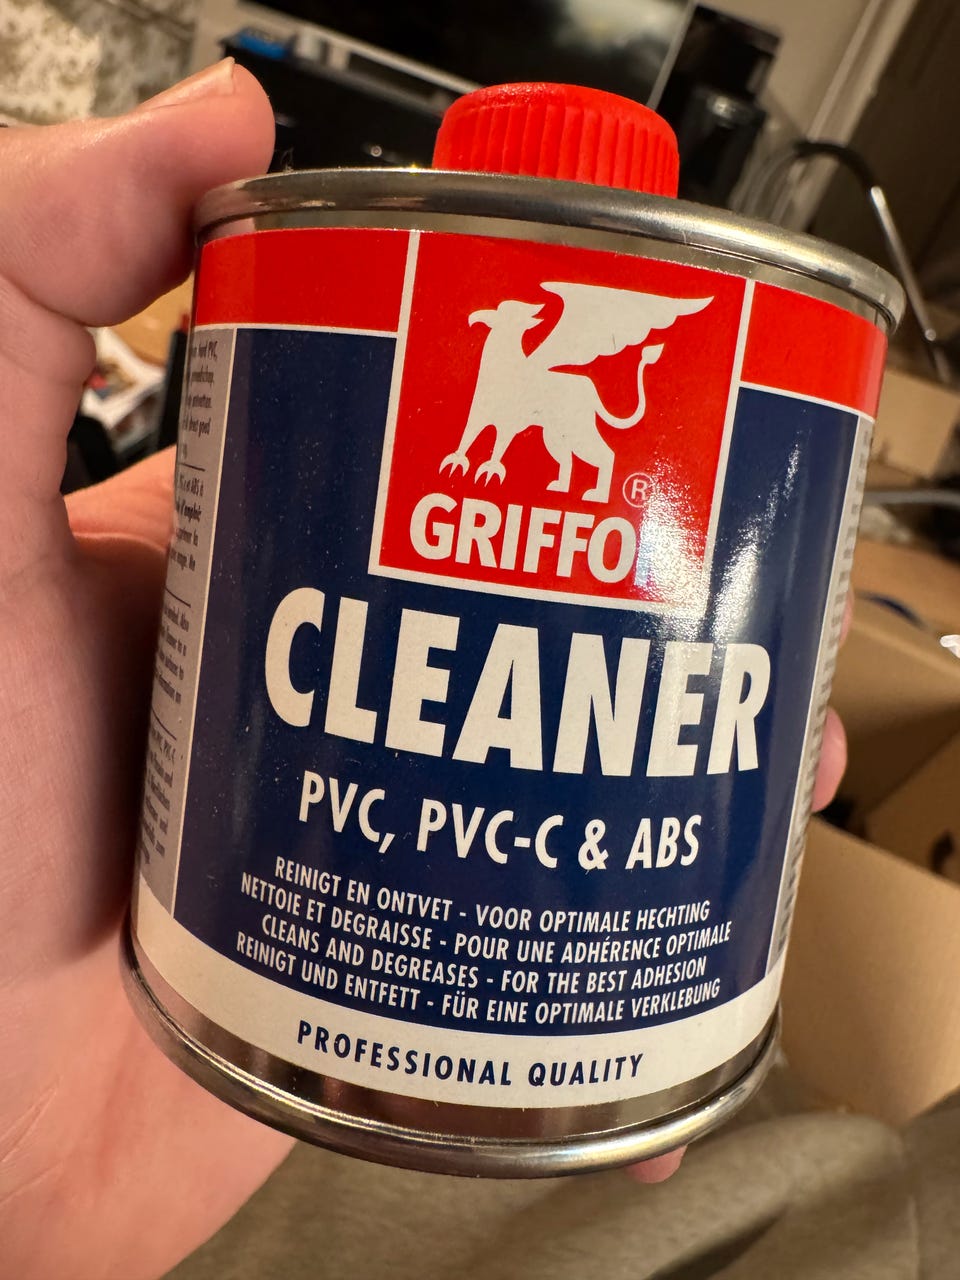 ®
GRIFFON
CLEANER
PVC, PVC-C & ABS
REINIGT EN ONTVET - VOOR OPTIMALE HECHTING
NETTOIE ET DEGRAISSE - POUR UNE ADHÉRENCE OPTIMALE
CLEANS AND DEGREASES - FOR THE BEST ADHESION
REINIGT UND ENTFETT - FÜR EINE OPTIMALE VERKLEBUNG
PROFESSIONAL QUALITY